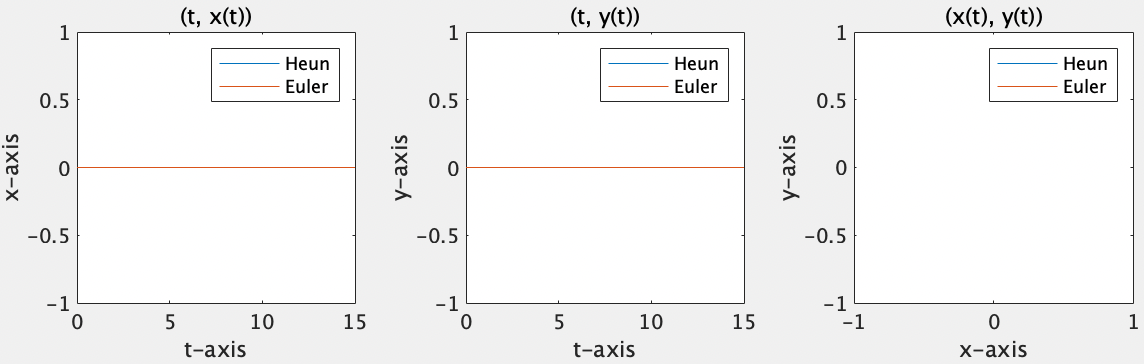 (t, x(t))
x-axis
1
0.5
0
-0.5
-1
Heun
Euler
0 5 10 15
t-axis
(t, y(t))
y-axis
1
0.5
0
-0.5
-1
Heun
Euler
0 5 10 15
t-axis
(x(t), y(t))
y-axis
1
0.5
0
-0.5
-1
Heun
Euler
-1 0 1
x-axis